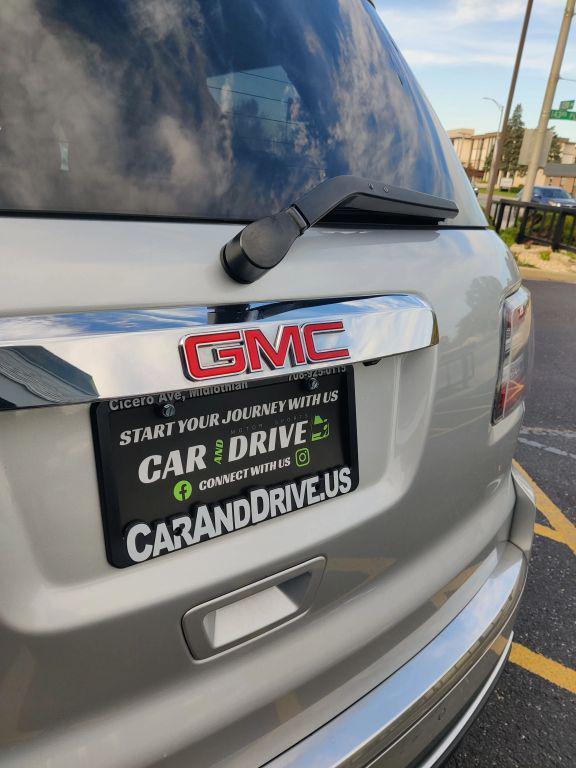 GMC
Cicero Ave, Midlothian 708-925-0115
START YOUR JOURNEY WITH US
MOTOR SPORTS
CAR AND DRIVE
CONNECT WITH US
CARANDDRIVE.US